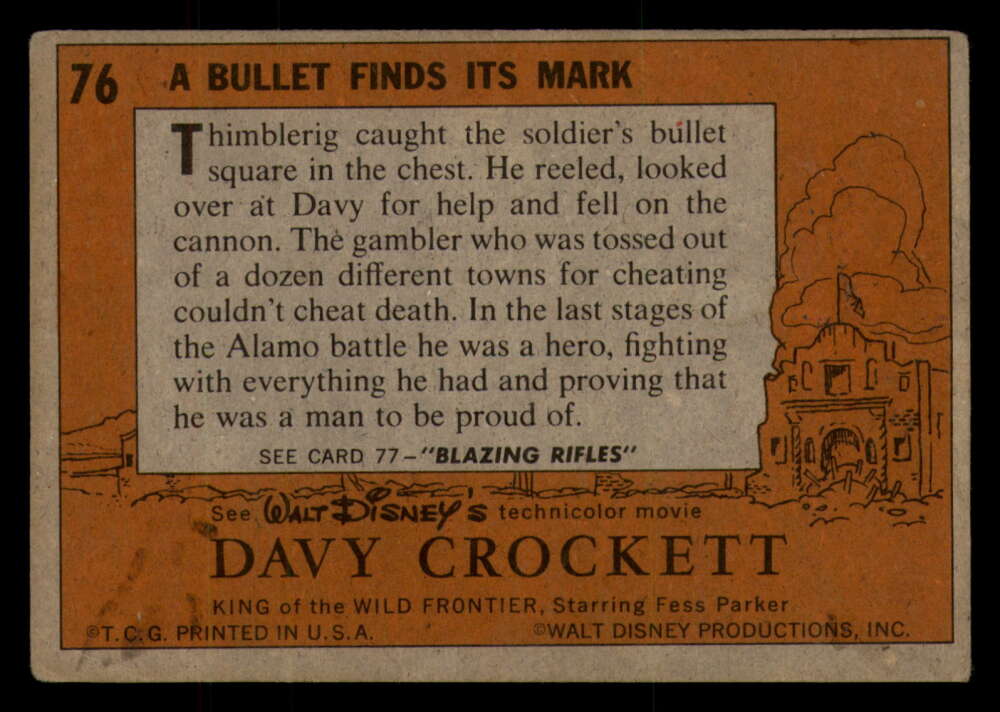 76 A BULLET FINDS ITS MARK
Thimblerig caught the soldier's bullet
square in the chest. He reeled, looked
over at Davy for help and fell on the
cannon. The gambler who was tossed out
of a dozen different towns for cheating
couldn't cheat death. In the last stages of
the Alamo battle he was a hero, fighting
with everything he had and proving that
he was a man to be proud of.
SEE CARD 77—"BLAZING RIFLES"
See WALT DISNEY'S technicolor movie
DAVY CROCKETT
KING of the WILD FRONTIER, Starring Fess Parker
©T.C.G. PRINTED IN U.S.A. ©WALT DISNEY PRODUCTIONS, INC.